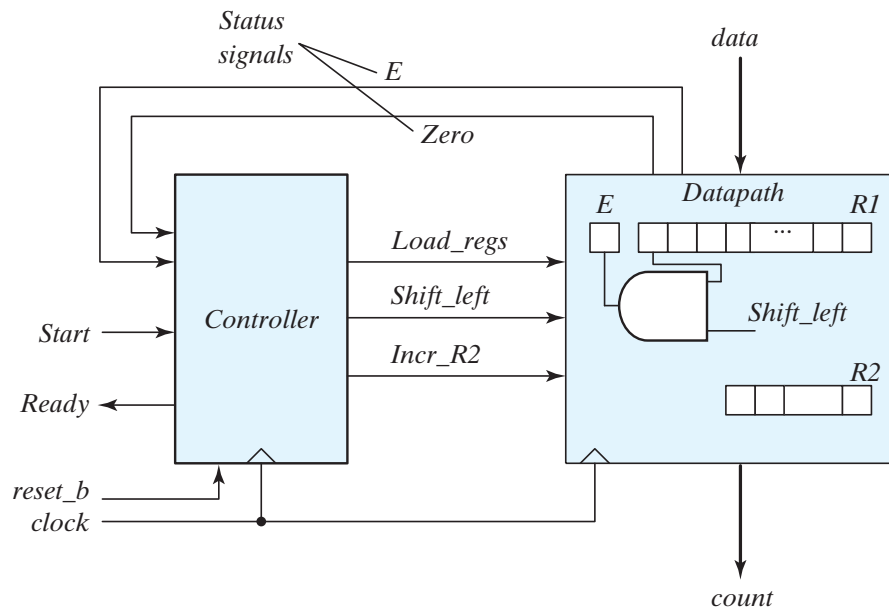 Status
signals
E
Zero
data
Datapath
E
R1
...
Load_regs
Shift_left
Incr_R2
Controller
Shift_left
R2
Start
Ready
reset_b
clock
count